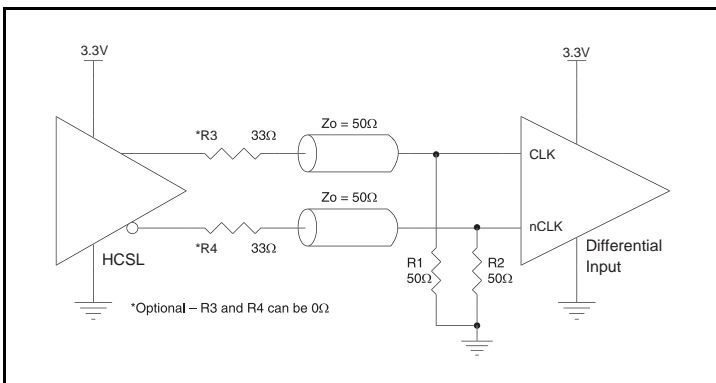 3.3V
3.3V
*R3 33Ω
Zo = 50Ω
CLK
Zo = 50Ω
nCLK
HCSL
*R4 33Ω
R1
50Ω
R2
50Ω
Differential
Input
*Optional – R3 and R4 can be 0Ω